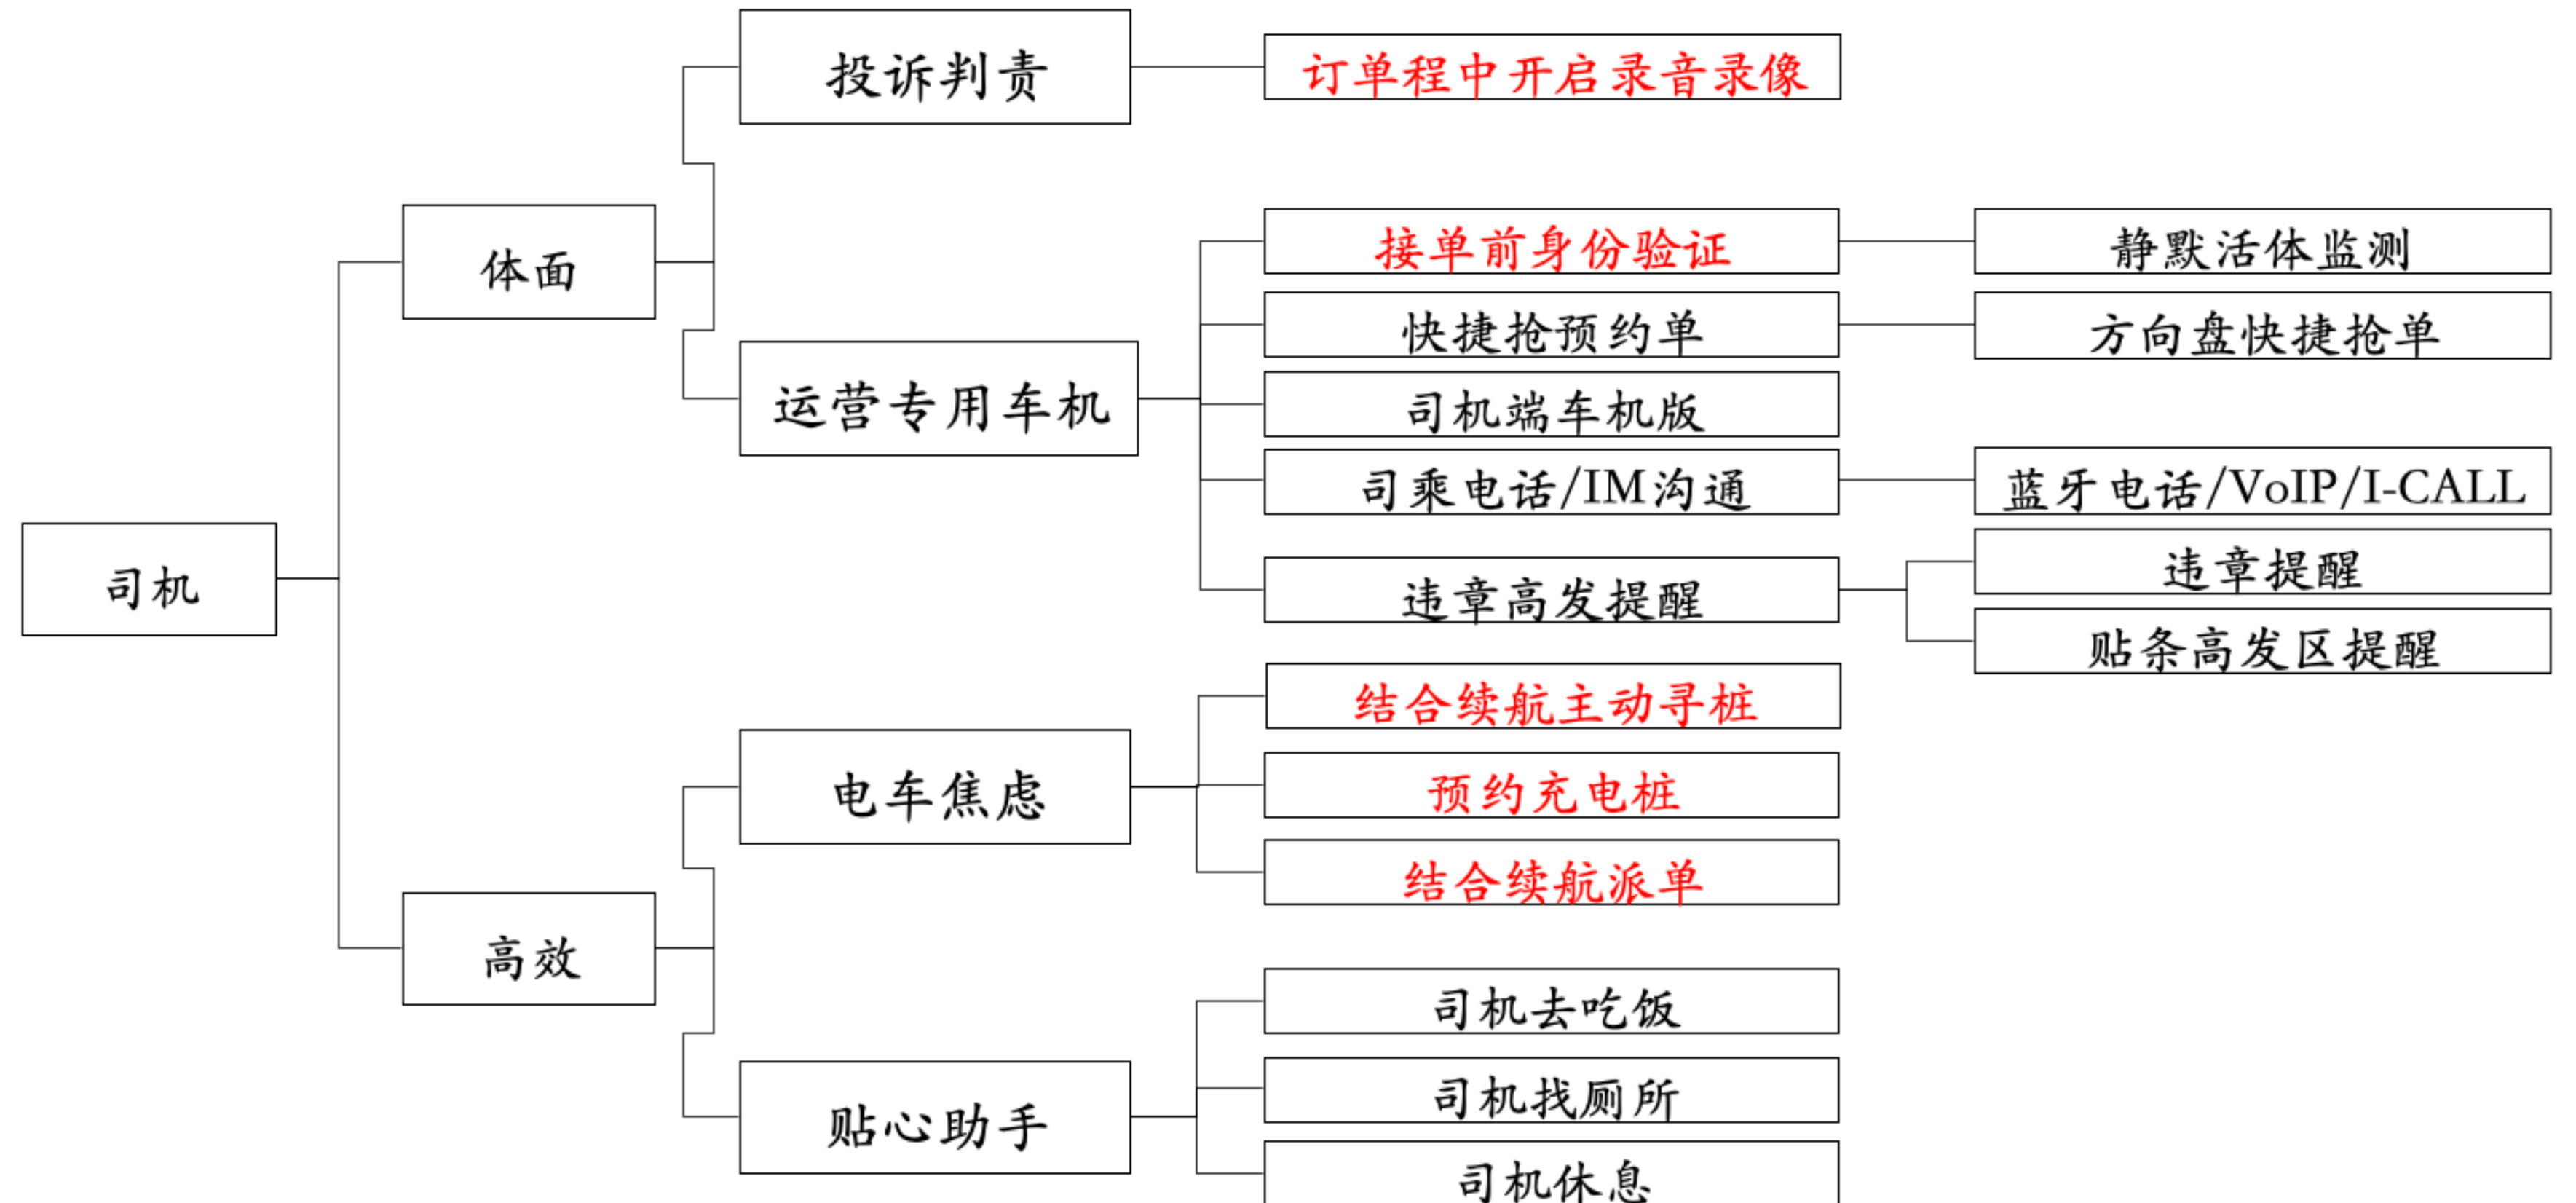 投诉判责
订单程中开启录音录像
体面
接单前身份验证
静默活体监测
快捷抢预约单
方向盘快捷抢单
运营专用车机
司机端车机版
司乘电话/IM沟通
蓝牙电话/VoIP/I-CALL
司机
违章高发提醒
违章提醒
贴条高发区提醒
结合续航主动寻桩
电车焦虑
预约充电桩
结合续航派单
高效
司机去吃饭
司机找厕所
贴心助手
司机休息